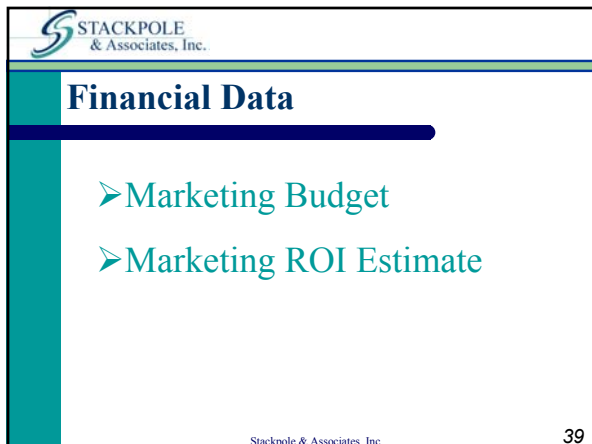 STACKPOLE
& Associates, Inc.
Financial Data
➢Marketing Budget
➢Marketing ROI Estimate
Stackpole & Associates, Inc.
39